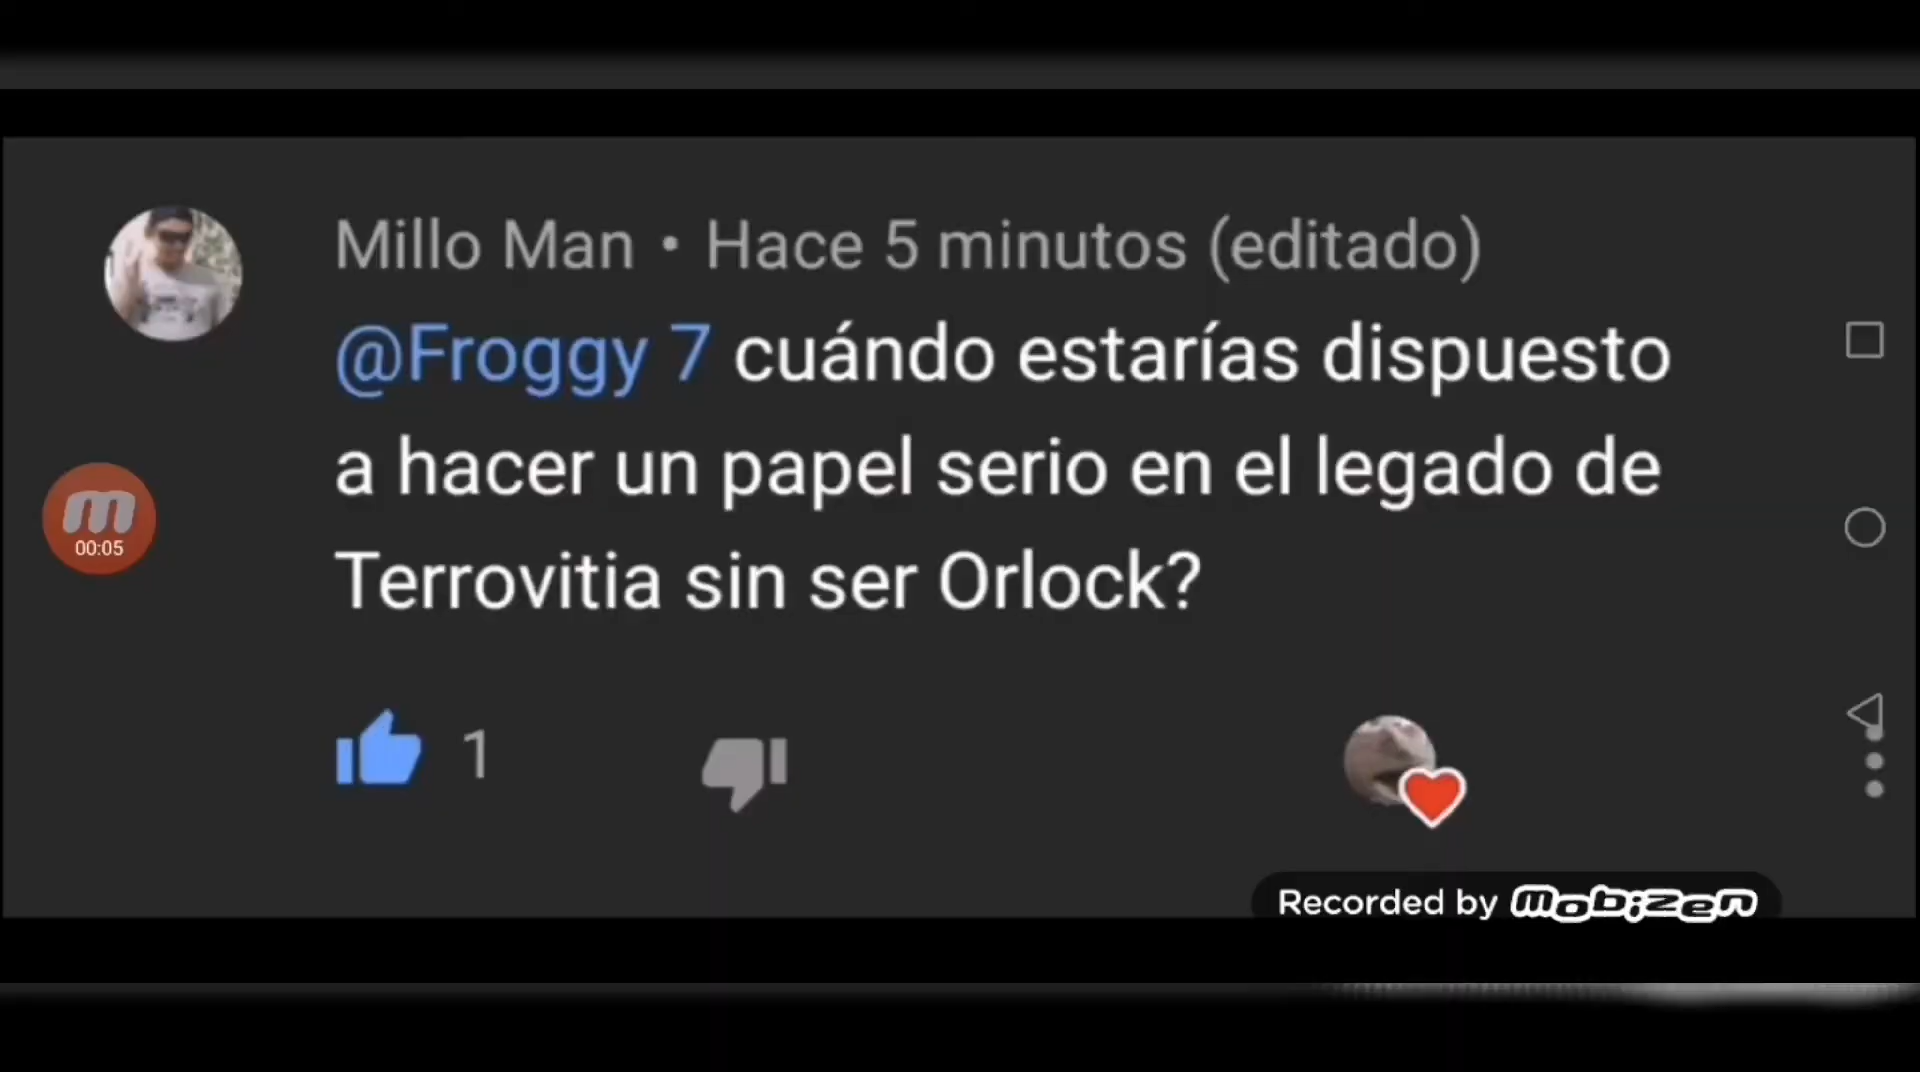 Millo Man • Hace 5 minutos (editado)
@Froggy 7 cuándo estarías dispuesto
a hacer un papel serio en el legado de
Terrovitia sin ser Orlock?
m
00:05
1
Recorded by mobizen